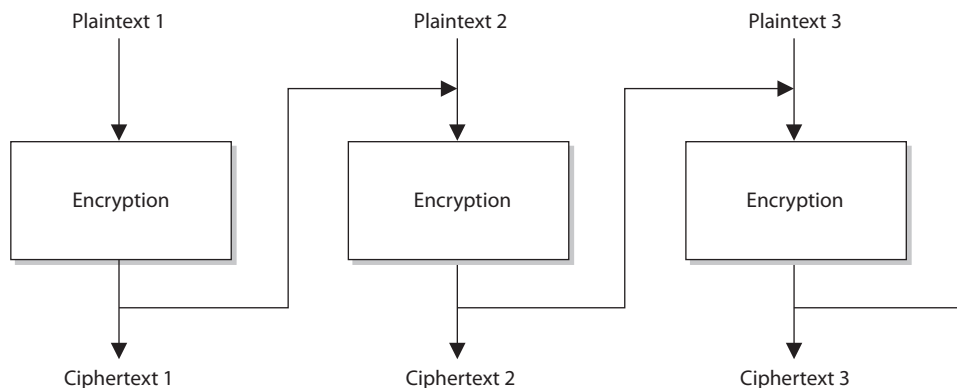 Plaintext 1 Plaintext 2 Plaintext 3
Encryption Encryption Encryption
Ciphertext 1 Ciphertext 2 Ciphertext 3